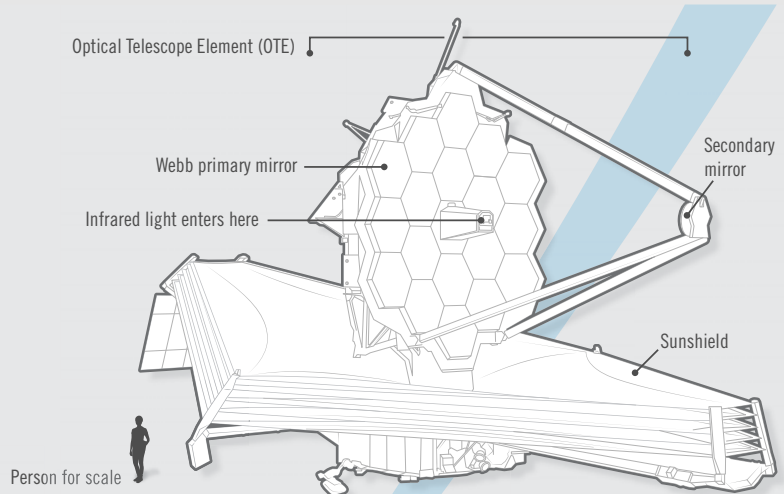 Optical Telescope Element (OTE)
Secondary
mirror
Webb primary mirror
Infrared light enters here
Sunshield
Person for scale